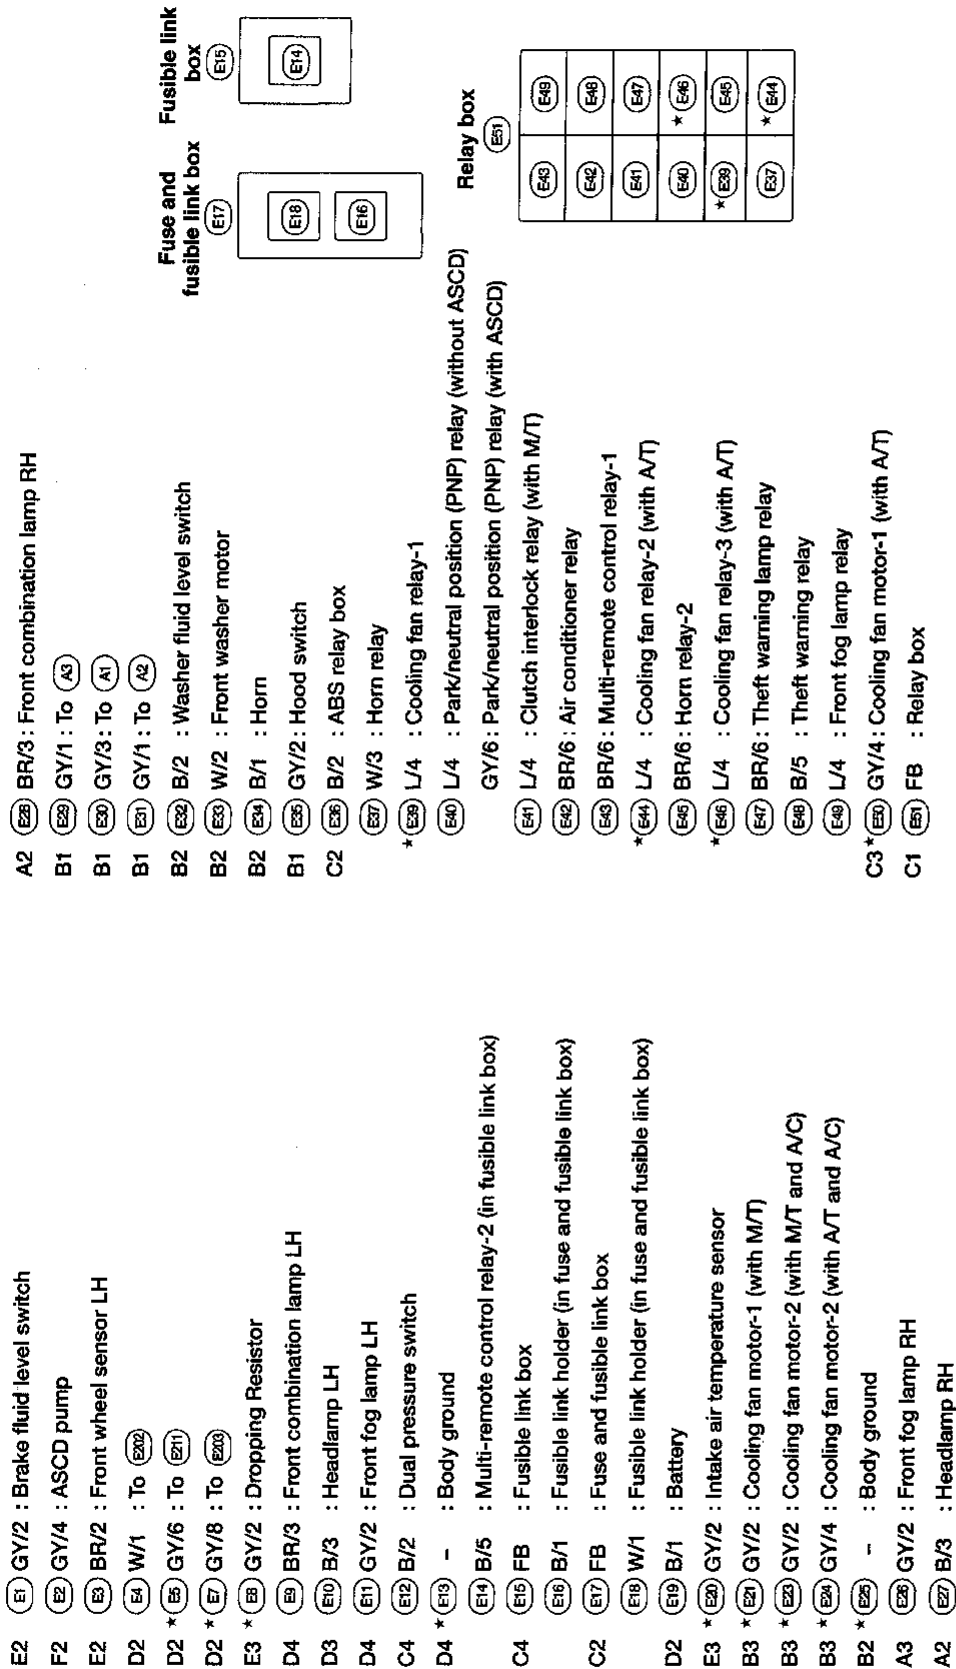 E2 E1 GY/2 : Brake fluid level switch
F2 E2 GY/4 : ASCD pump
E2 E3 BR/2 : Front wheel sensor LH
D2 E4 W/1 : To E202
D2 ★ E5 GY/6 : To E211
D2 ★ E7 GY/8 : To E203
E3 ★ E8 GY/2 : Dropping Resistor
D4 E9 BR/3 : Front combination lamp LH
D3 E10 B/3 : Headlamp LH
D4 E11 GY/2 : Front fog lamp LH
C4 E12 B/2 : Dual pressure switch
D4 ★ E13 – : Body ground
E14 B/5 : Multi-remote control relay-2 (in fusible link box)
C4 E15 FB : Fusible link box
E16 B/1 : Fusible link holder (in fuse and fusible link box)
C2 E17 FB : Fuse and fusible link box
E18 W/1 : Fusible link holder (in fuse and fusible link box)
D2 E19 B/1 : Battery
E3 ★ E20 GY/2 : Intake air temperature sensor
B3 ★ E21 GY/2 : Cooling fan motor-1 (with M/T)
B3 ★ E23 GY/2 : Cooling fan motor-2 (with M/T and A/C)
B3 ★ E24 GY/4 : Cooling fan motor-2 (with A/T and A/C)
B2 ★ E25 – : Body ground
A3 E26 GY/2 : Front fog lamp RH
A2 E27 B/3 : Headlamp RH
A2 E28 BR/3 : Front combination lamp RH
B1 E29 GY/1 : To A3
B1 E30 GY/3 : To A1
B1 E31 GY/1 : To A2
B2 E32 B/2 : Washer fluid level switch
B2 E33 W/2 : Front washer motor
B2 E34 B/1 : Horn
B1 E35 GY/2 : Hood switch
C2 E36 B/2 : ABS relay box
E37 W/3 : Horn relay
★ E39 L/4 : Cooling fan relay-1
E40 L/4 : Park/neutral position (PNP) relay (without ASCD)
GY/6 : Park/neutral position (PNP) relay (with ASCD)
E41 L/4 : Clutch interlock relay (with M/T)
E42 BR/6 : Air conditioner relay
E43 BR/6 : Multi-remote control relay-1
★ E44 L/4 : Cooling fan relay-2 (with A/T)
E45 BR/6 : Horn relay-2
★ E46 L/4 : Cooling fan relay-3 (with A/T)
E47 BR/6 : Theft warning lamp relay
E48 B/5 : Theft warning relay
E49 L/4 : Front fog lamp relay
C3 ★ E50 GY/4 : Cooling fan motor-1 (with A/T)
C1 E51 FB : Relay box
Fuse and
fusible link box
E17
E18
E16
Fusible link
box
E15
E14
Relay box
E51
E43 E49
E42 E48
E41 E47
E40 ★ E46
★ E39 E45
E37 ★ E44